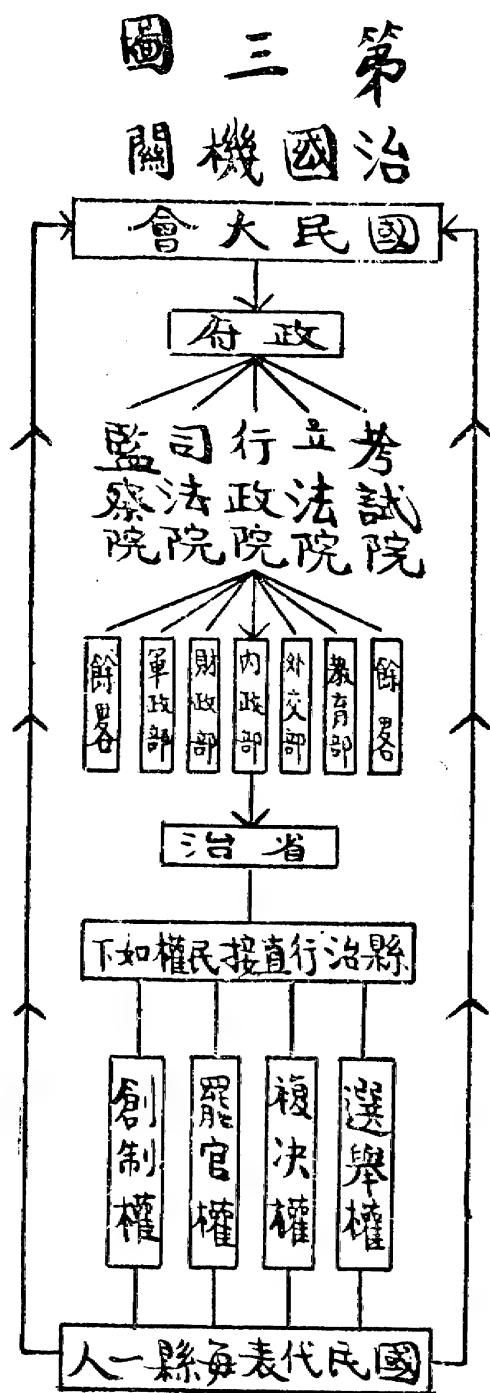 第三圖
治國機關
國民大會
政府
考試院
立法院
行政院
司法院
監察院
餘畧
教育部
外交部
內政部
財政部
軍政部
餘畧
省治
縣治行直接民權如下
選舉權
複决權
罷官權
創制權
國民代表每縣一人